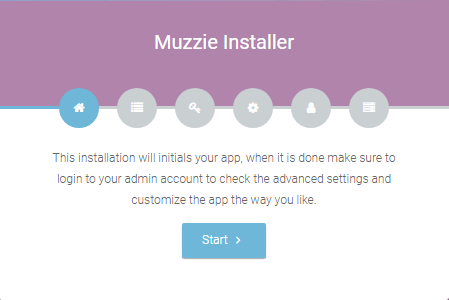 Muzzie Installer
This installation will initials your app, when it is done make sure to
login to your admin account to check the advanced settings and
customize the app the way you like.
Start